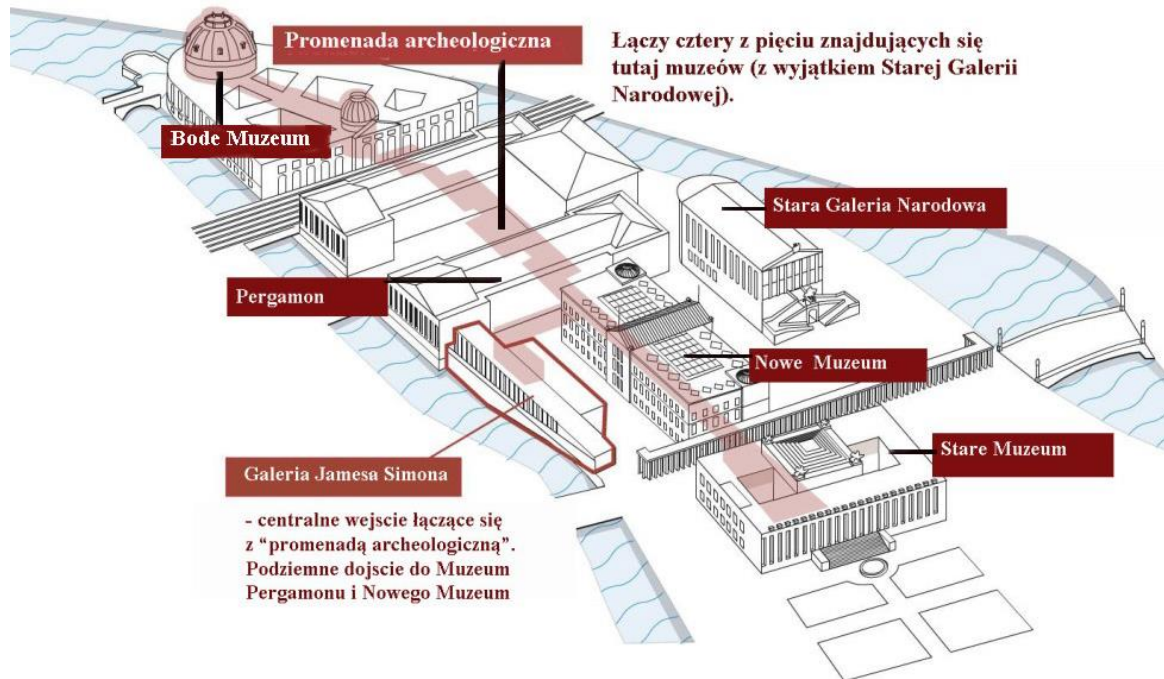 Promenada archeologiczna
Łączy cztery z pięciu znajdujących się
tutaj muzeów (z wyjątkiem Starej Galerii
Narodowej).
Bode Muzeum
Stara Galeria Narodowa
Pergamon
Nowe Muzeum
Stare Muzeum
Galeria Jamesa Simona
- centralne wejscie łączące się
z “promenadą archeologiczną”.
Podziemne dojscie do Muzeum
Pergamonu i Nowego Muzeum